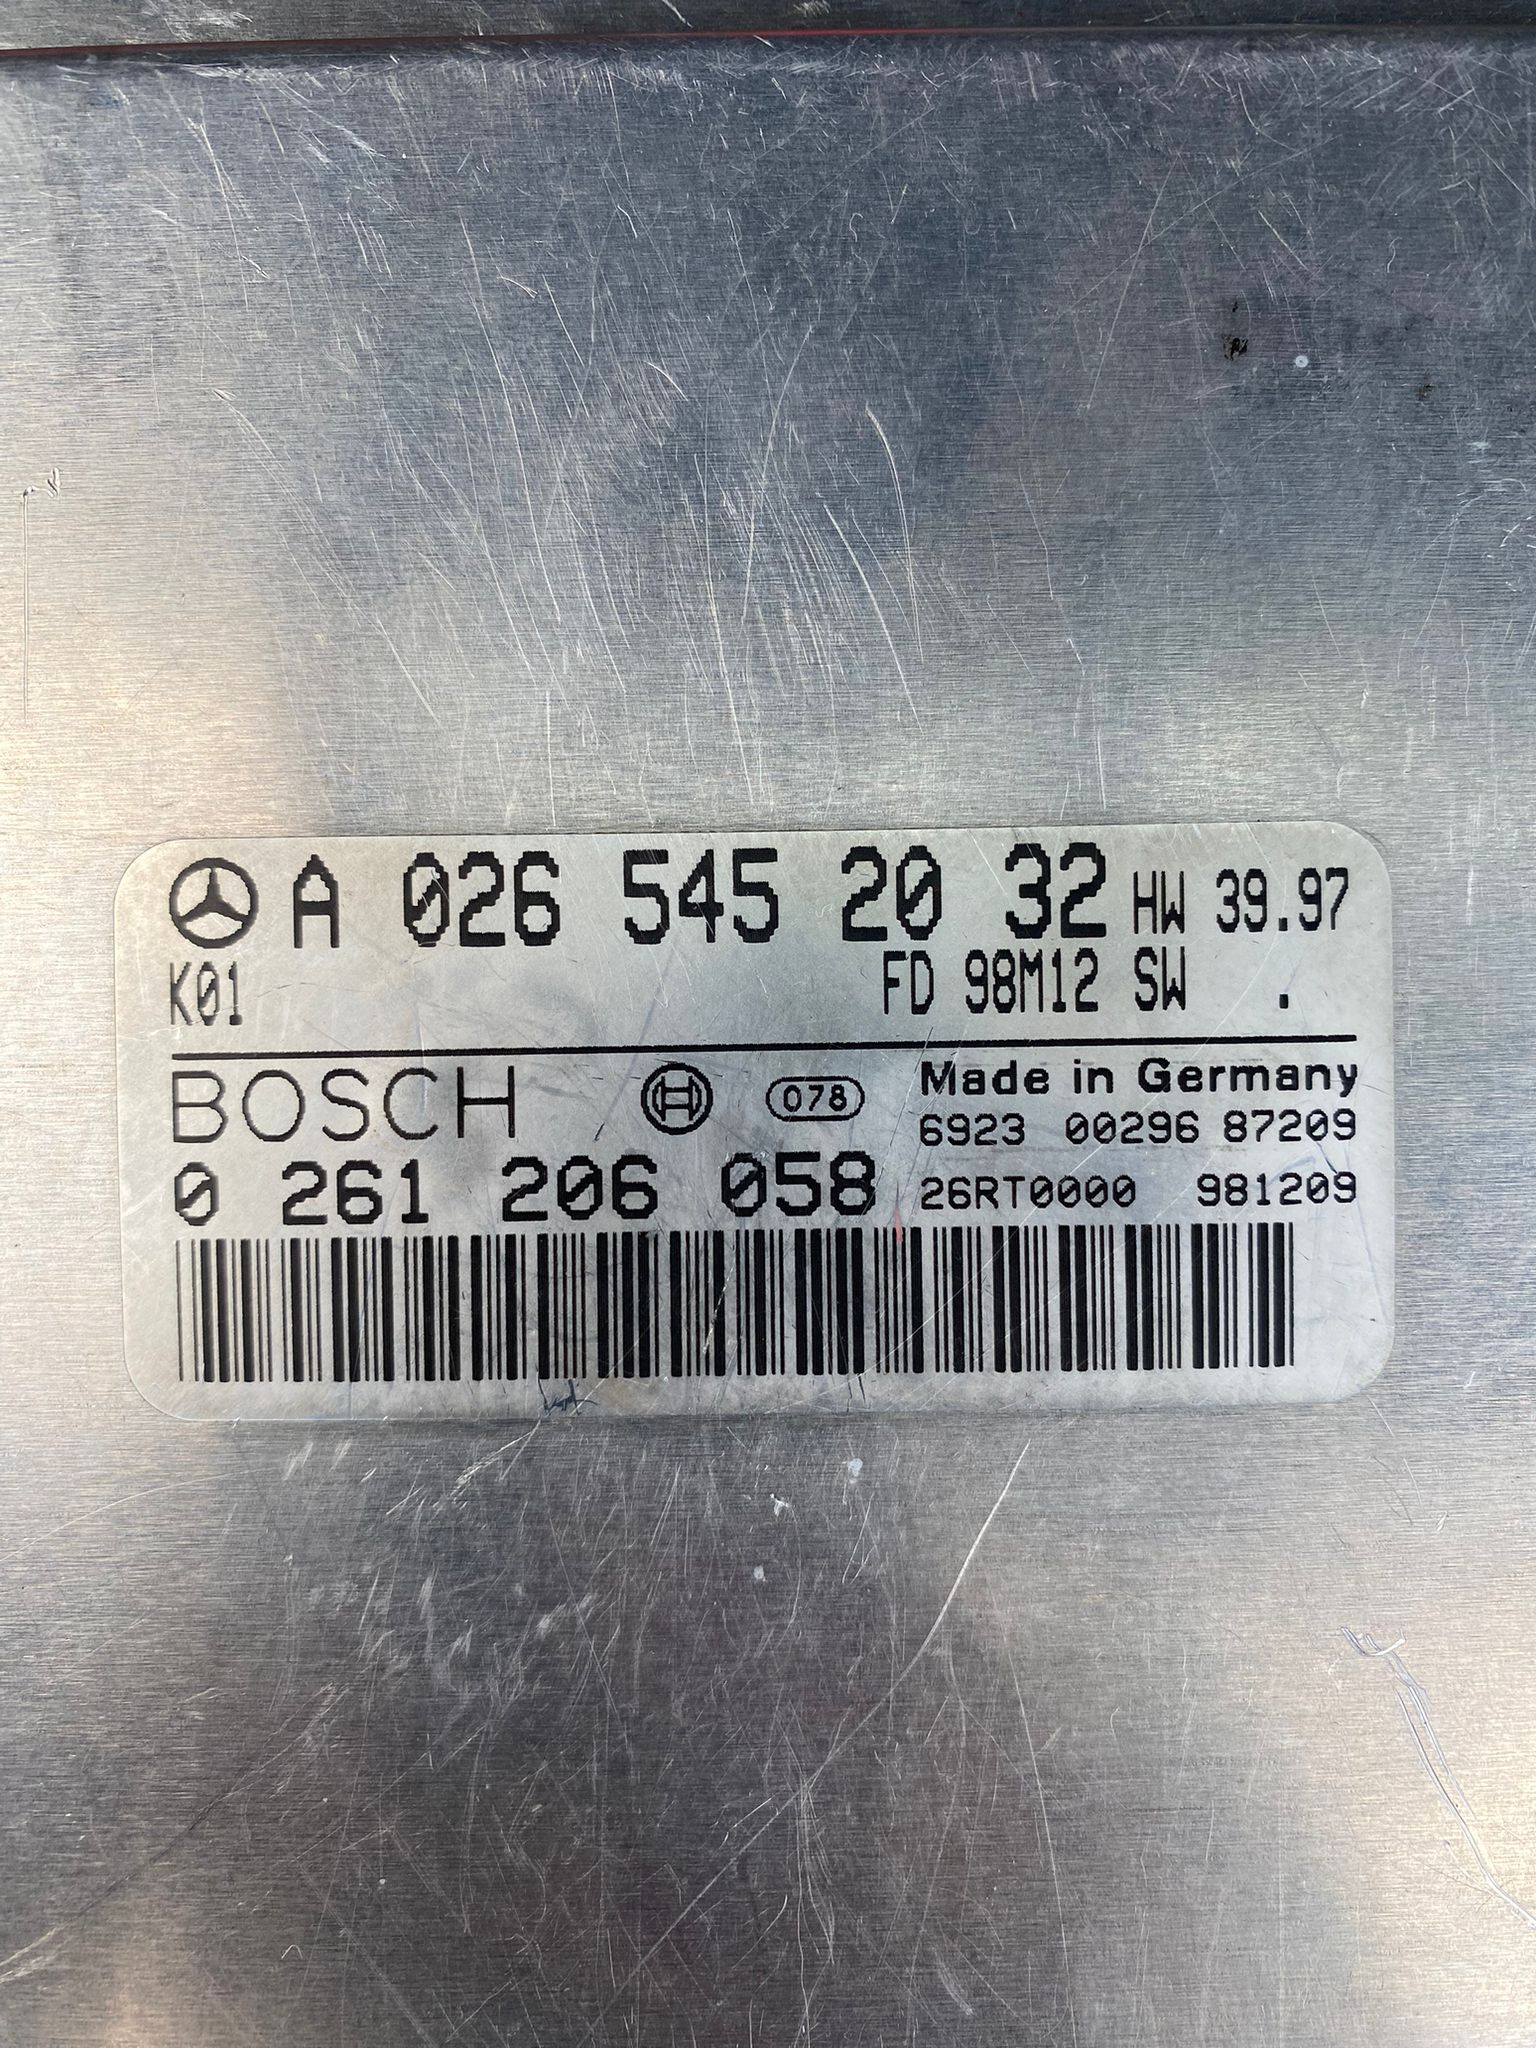 A 026 545 20 32 HW 39.97
K01 FD 98M12 SW .
BOSCH 078 Made in Germany
6923 00296 87209
0 261 206 058 26RT0000 981209